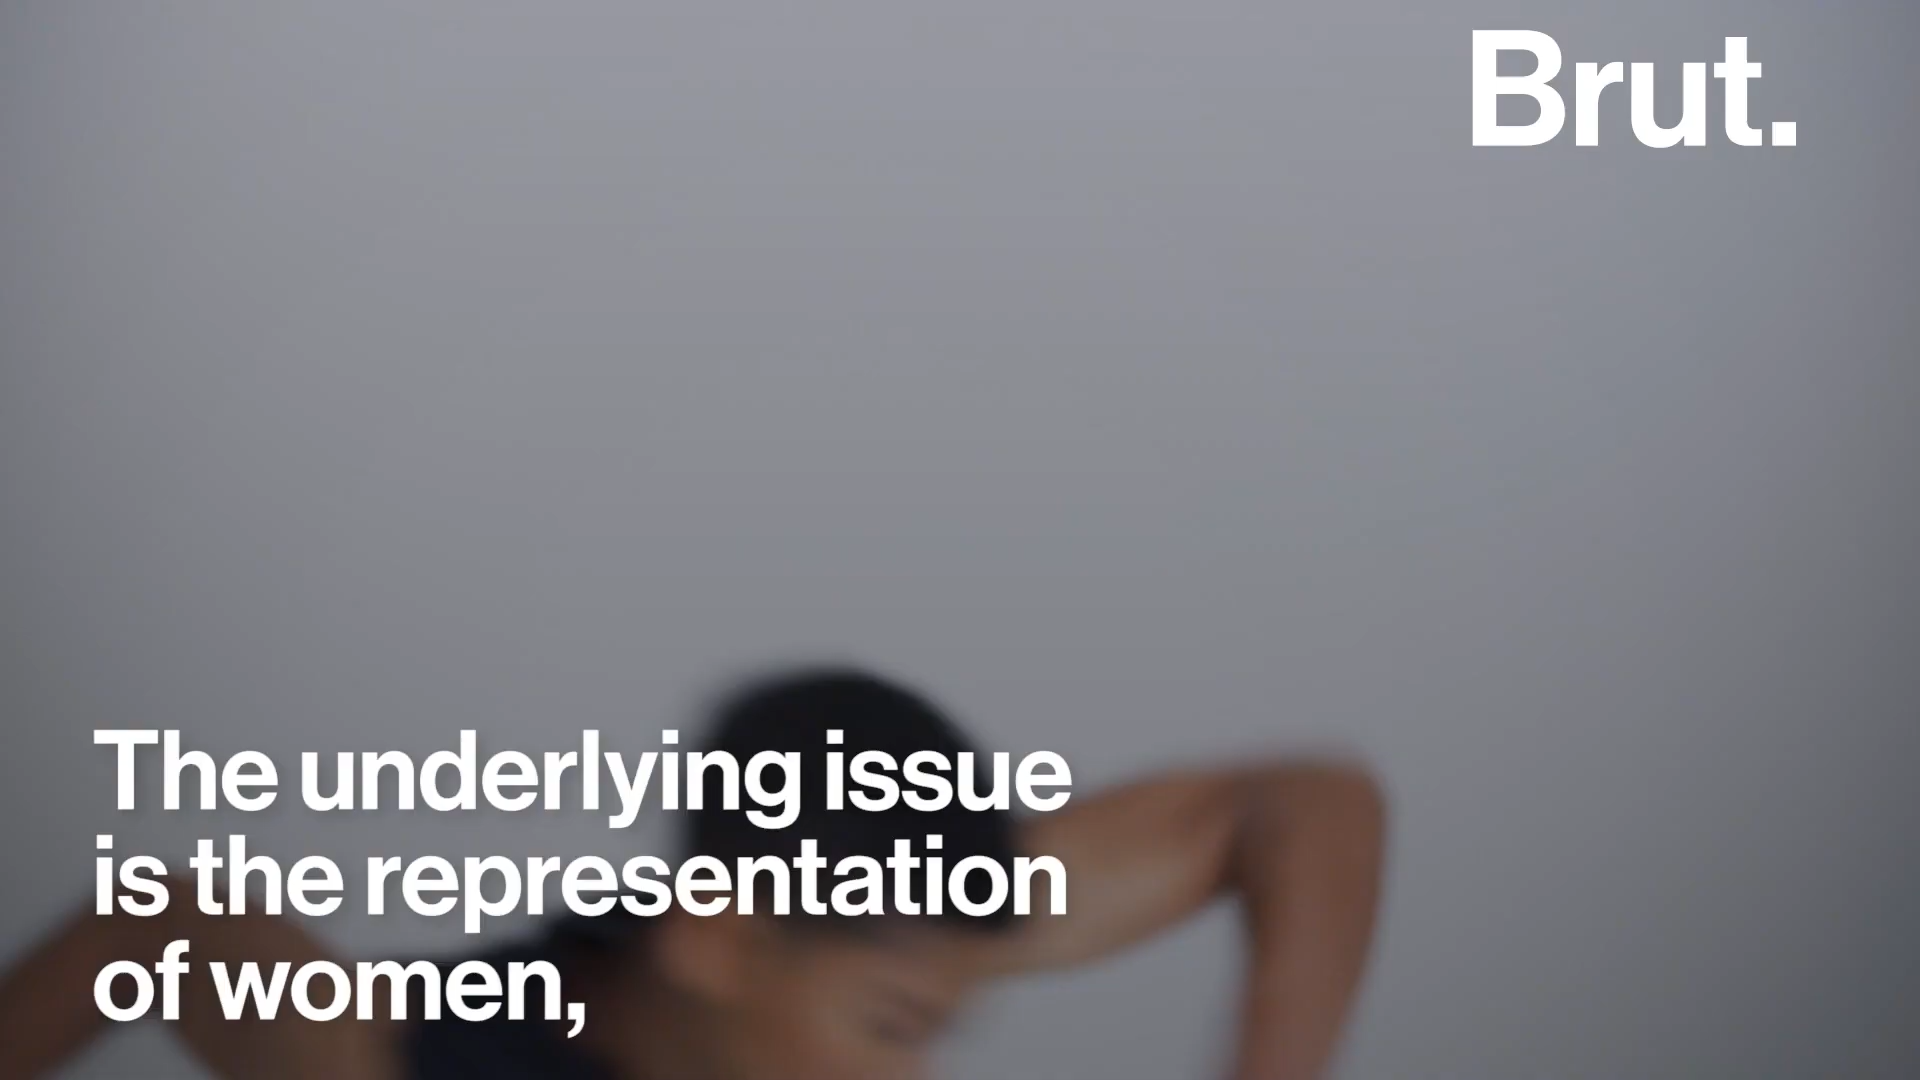 Brut.
The underlying issue
is the representation
of women,